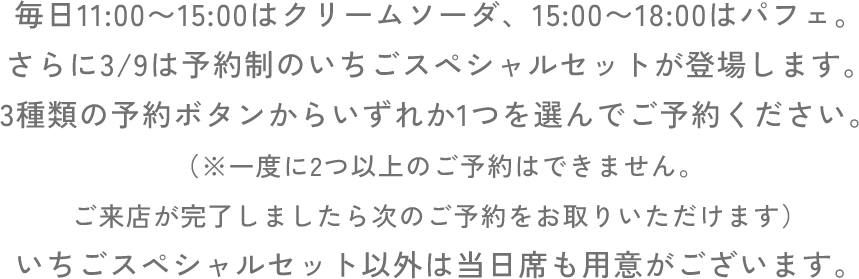 毎日11:00〜15:00はクリームソーダ、15:00〜18:00はパフェ。
さらに3/9は予約制のいちごスペシャルセットが登場します。
3種類の予約ボタンからいずれか1つを選んでご予約ください。
（※一度に2つ以上のご予約はできません。
ご来店が完了しましたら次のご予約をお取りいただけます）
いちごスペシャルセット以外は当日席も用意がございます。